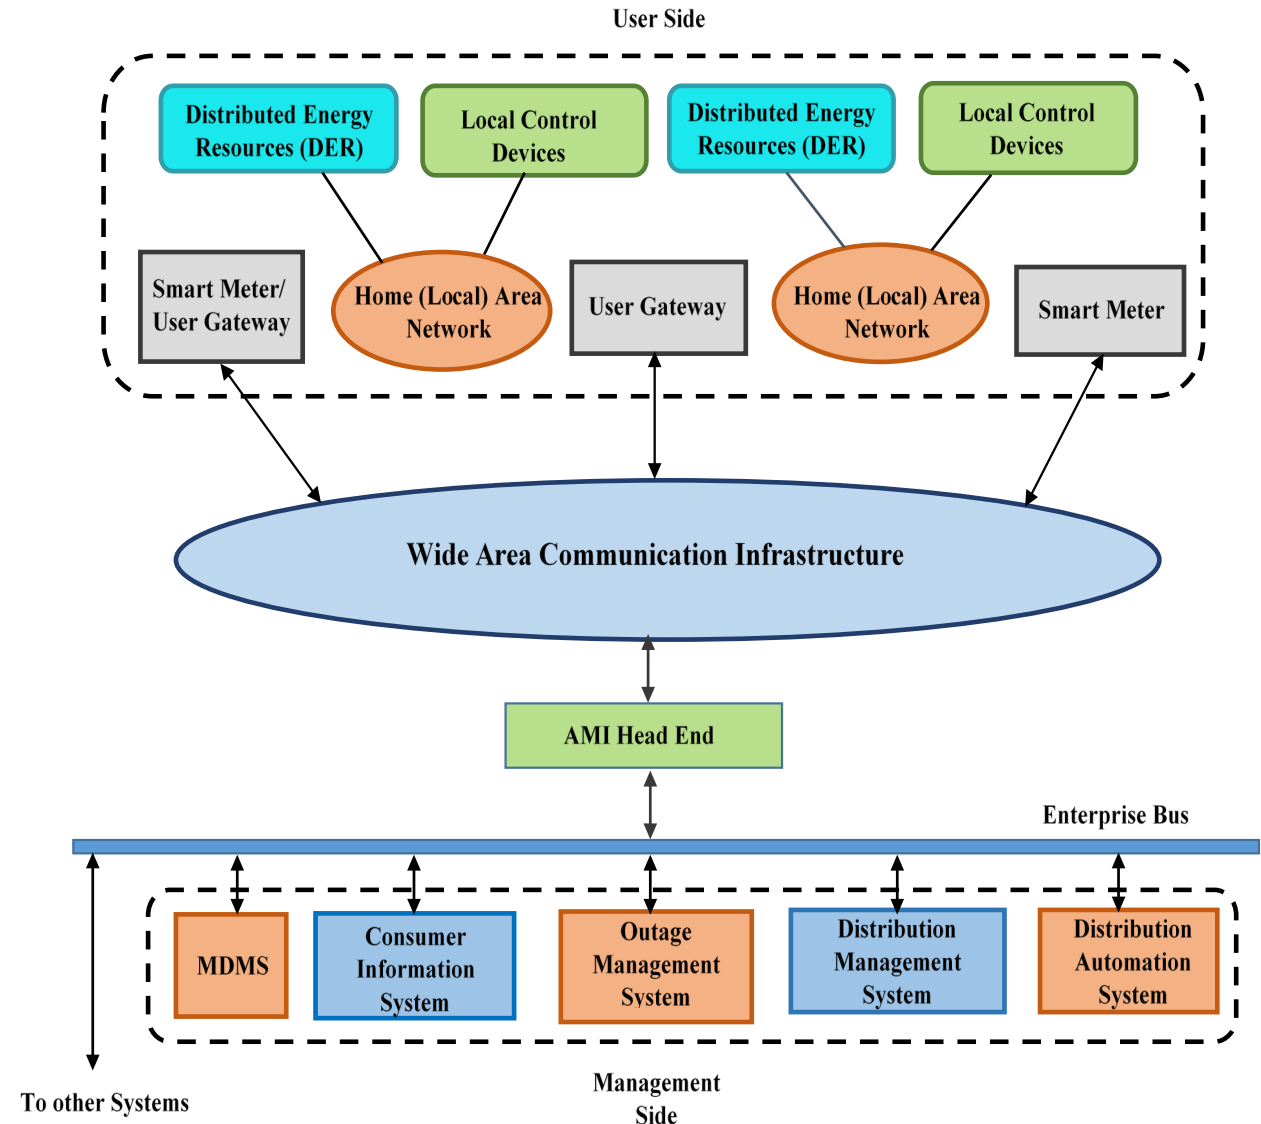 User Side
Distributed Energy
Resources (DER)
Local Control
Devices
Distributed Energy
Resources (DER)
Local Control
Devices
Smart Meter/
User Gateway
Home (Local) Area
Network
User Gateway
Home (Local) Area
Network
Smart Meter
Wide Area Communication Infrastructure
AMI Head End
Enterprise Bus
MDMS
Consumer
Information
System
Outage
Management
System
Distribution
Management
System
Distribution
Automation
System
To other Systems
Management
Side